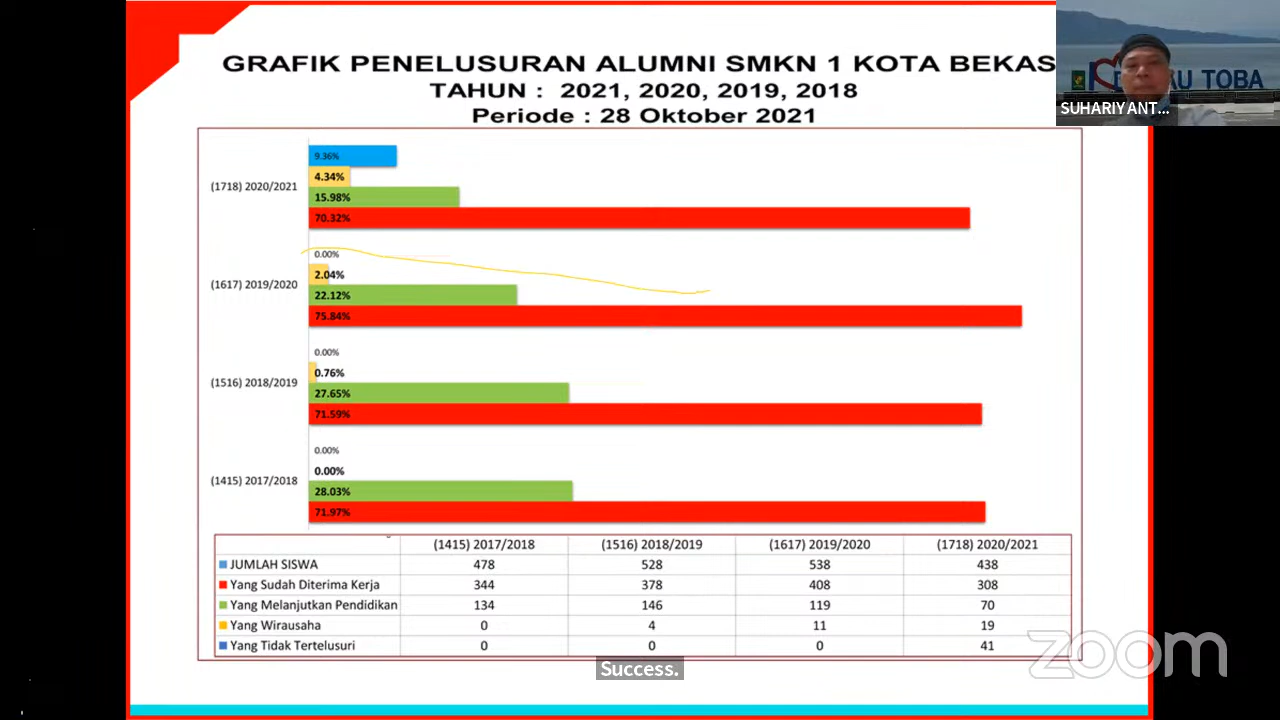 GRAFIK PENELUSURAN ALUMNI SMKN 1 KOTA BEKAS
TAHUN : 2021, 2020, 2019, 2018
Periode : 28 Oktober 2021
TOBA
SUHARIYANT...
(1718) 2020/2021
9.36%
4.34%
15.98%
70.32%
(1617) 2019/2020
0.00%
2.04%
22.12%
75.84%
(1516) 2018/2019
0.00%
0.76%
27.65%
71.59%
(1415) 2017/2018
0.00%
0.00%
28.03%
71.97%
(1415) 2017/2018 (1516) 2018/2019 (1617) 2019/2020 (1718) 2020/2021
JUMLAH SISWA 478 528 538 438
Yang Sudah Diterima Kerja 344 378 408 308
Yang Melanjutkan Pendidikan 134 146 119 70
Yang Wirausaha 0 4 11 19
Yang Tidak Tertelusuri 0 0 0 41
zoom
Success.